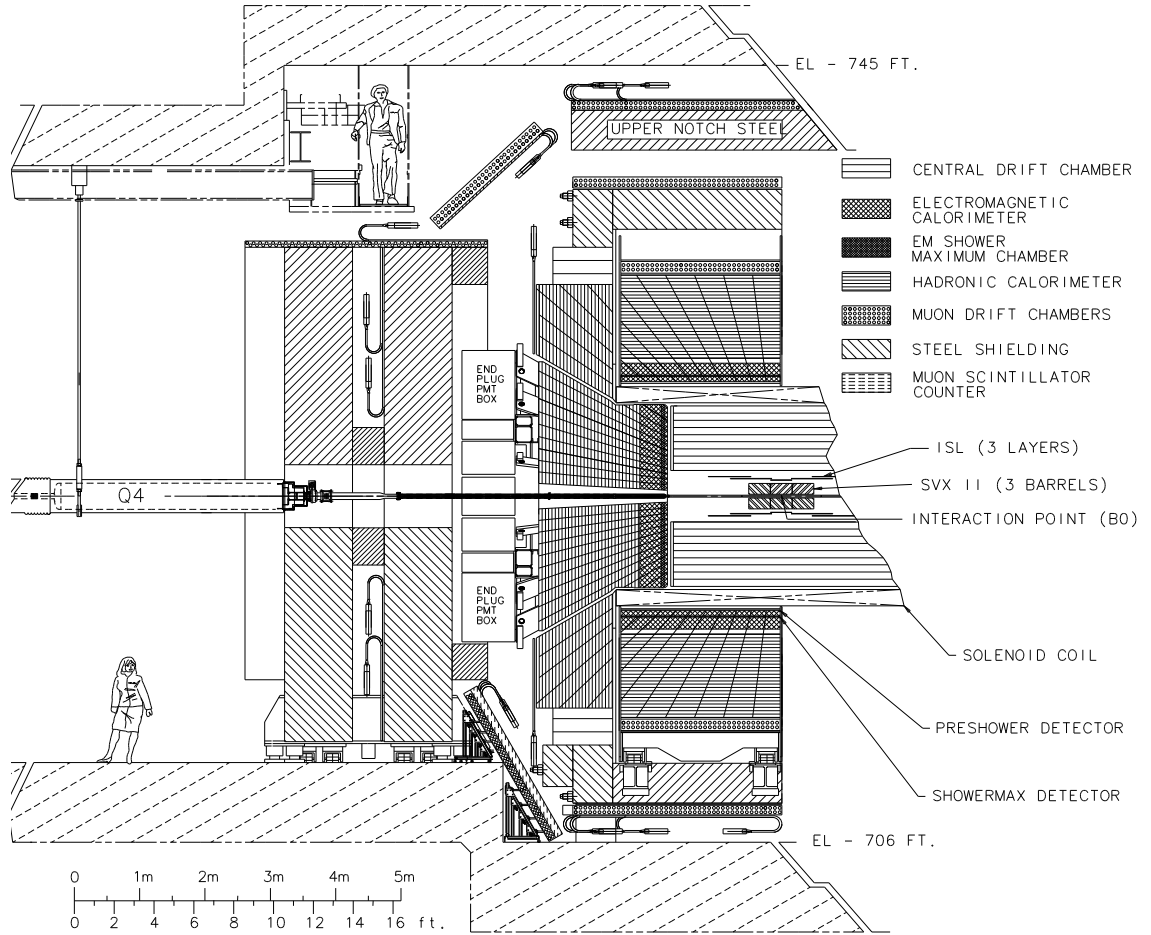 EL - 745 FT.
UPPER NOTCH STEEL
CENTRAL DRIFT CHAMBER
ELECTROMAGNETIC
CALORIMETER
EM SHOWER
MAXIMUM CHAMBER
HADRONIC CALORIMETER
MUON DRIFT CHAMBERS
STEEL SHIELDING
MUON SCINTILLATOR
COUNTER
END
PLUG
PMT
BOX
ISL (3 LAYERS)
SVX II (3 BARRELS)
Q4
INTERACTION POINT (B0)
END
PLUG
PMT
BOX
SOLENOID COIL
PRESHOWER DETECTOR
SHOWERMAX DETECTOR
EL - 706 FT.
0 1m 2m 3m 4m 5m
0 2 4 6 8 10 12 14 16 ft.